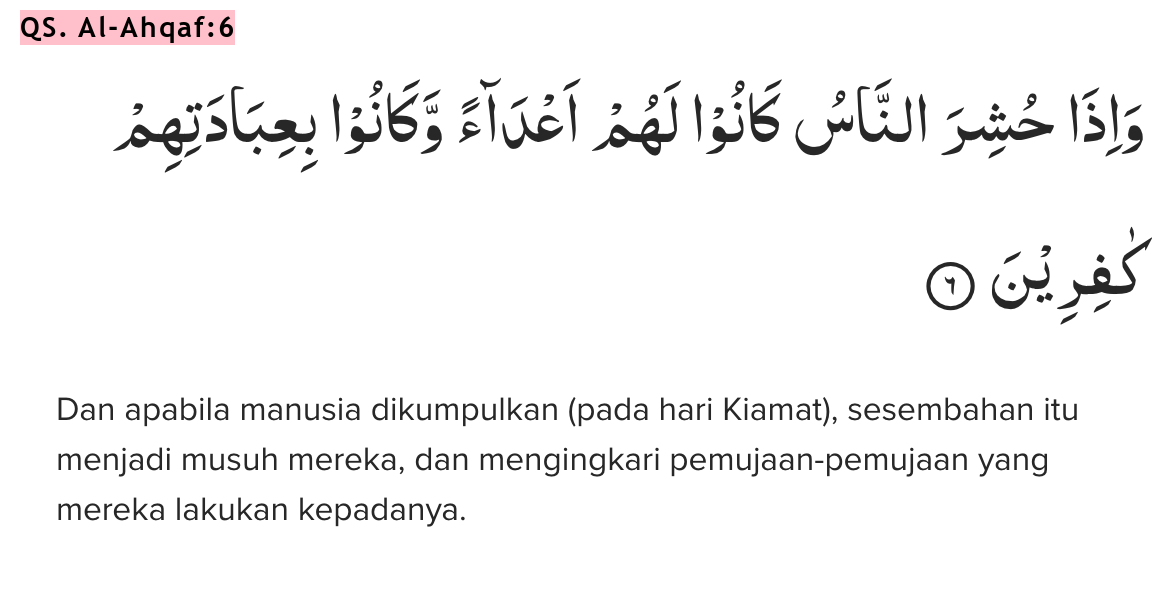 QS. Al-Ahqaf:6
وَاِذَا حُشِرَ النَّاسُ كَانُوْا لَهُمْ اَعْدَاۤءً وَّكَانُوْا بِعِبَادَتِهِمْ
كٰفِرِيْنَ ٦
Dan apabila manusia dikumpulkan (pada hari Kiamat), sesembahan itu
menjadi musuh mereka, dan mengingkari pemujaan-pemujaan yang
mereka lakukan kepadanya.